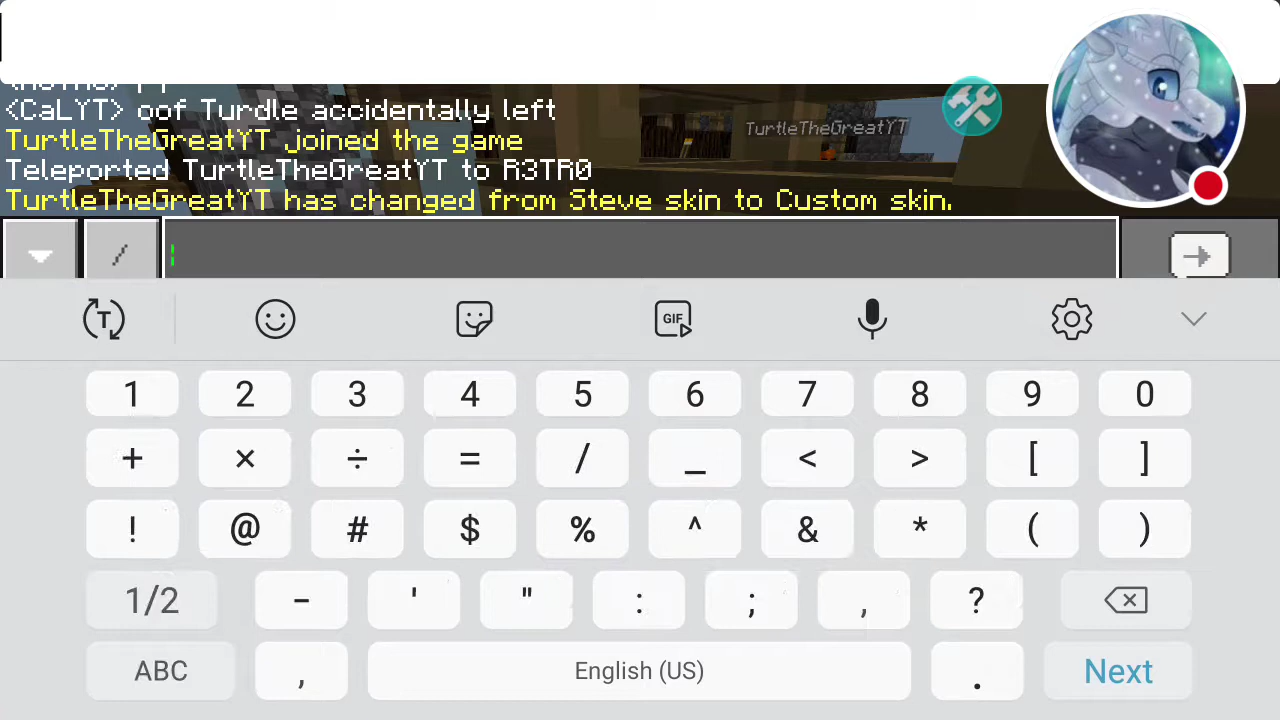 <CaLYT> oof Turdle accidentally left
TurtleTheGreatYT
TurtleTheGreatYT joined the game
Teleported TurtleTheGreatYT to R3TR0
TurtleTheGreatYT has changed from Steve skin to Custom skin.
/
T
GIF
1 2 3 4 5 6 7 8 9 0
+ × ÷ = / _ < > [ ]
! @ # $ % ^ & * ( )
1/2 - ' " : ; , ?
ABC , English (US) . Next